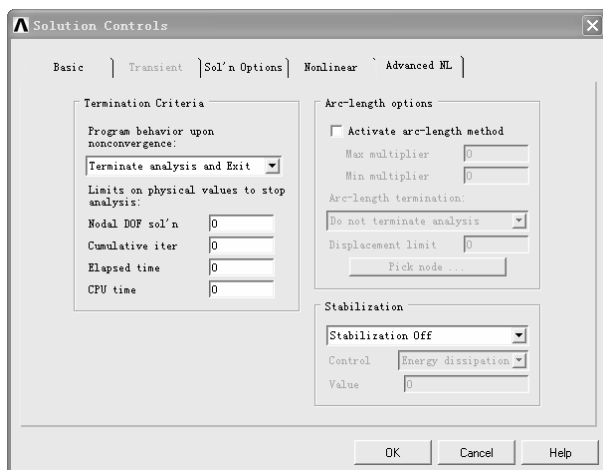 Solution Controls
Basic
Transient
Sol'n Options
Nonlinear
Advanced NL
Termination Criteria
Program behavior upon
nonconvergence:
Terminate analysis and Exit
Limits on physical values to stop
analysis:
Nodal DOF sol'n 0
Cumulative iter 0
Elapsed time 0
CPU time 0
Arc-length options
Activate arc-length method
Max multiplier 0
Min multiplier 0
Arc-length termination:
Do not terminate analysis
Displacement limit 0
Pick node ...
Stabilization
Stabilization Off
Control Energy dissipation
Value 0
OK
Cancel
Help